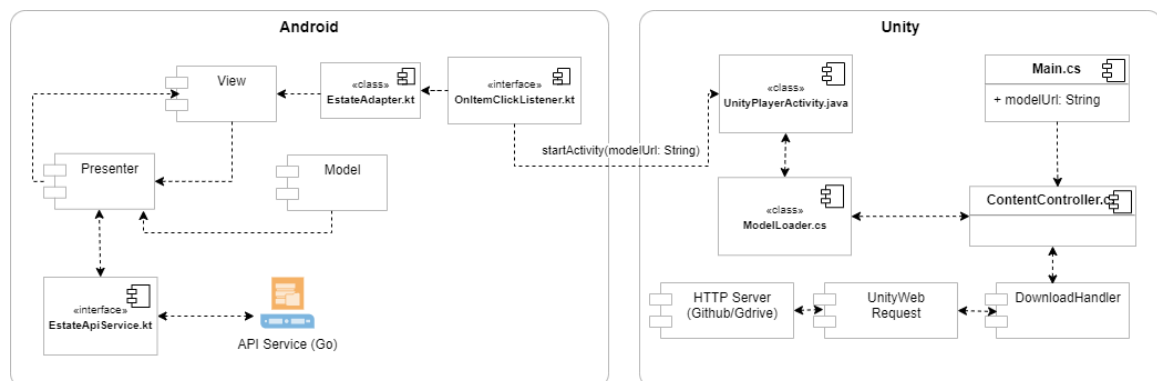 Android
View
«class»
EstateAdapter.kt
«interface»
OnItemClickListener.kt
Presenter
Model
startActivity(modelUrl: String)
«interface»
EstateApiService.kt
API Service (Go)
Unity
«class»
UnityPlayerActivity.java
Main.cs
+ modelUrl: String
«class»
ModelLoader.cs
ContentController.c
HTTP Server
(Github/Gdrive)
UnityWeb
Request
DownloadHandler